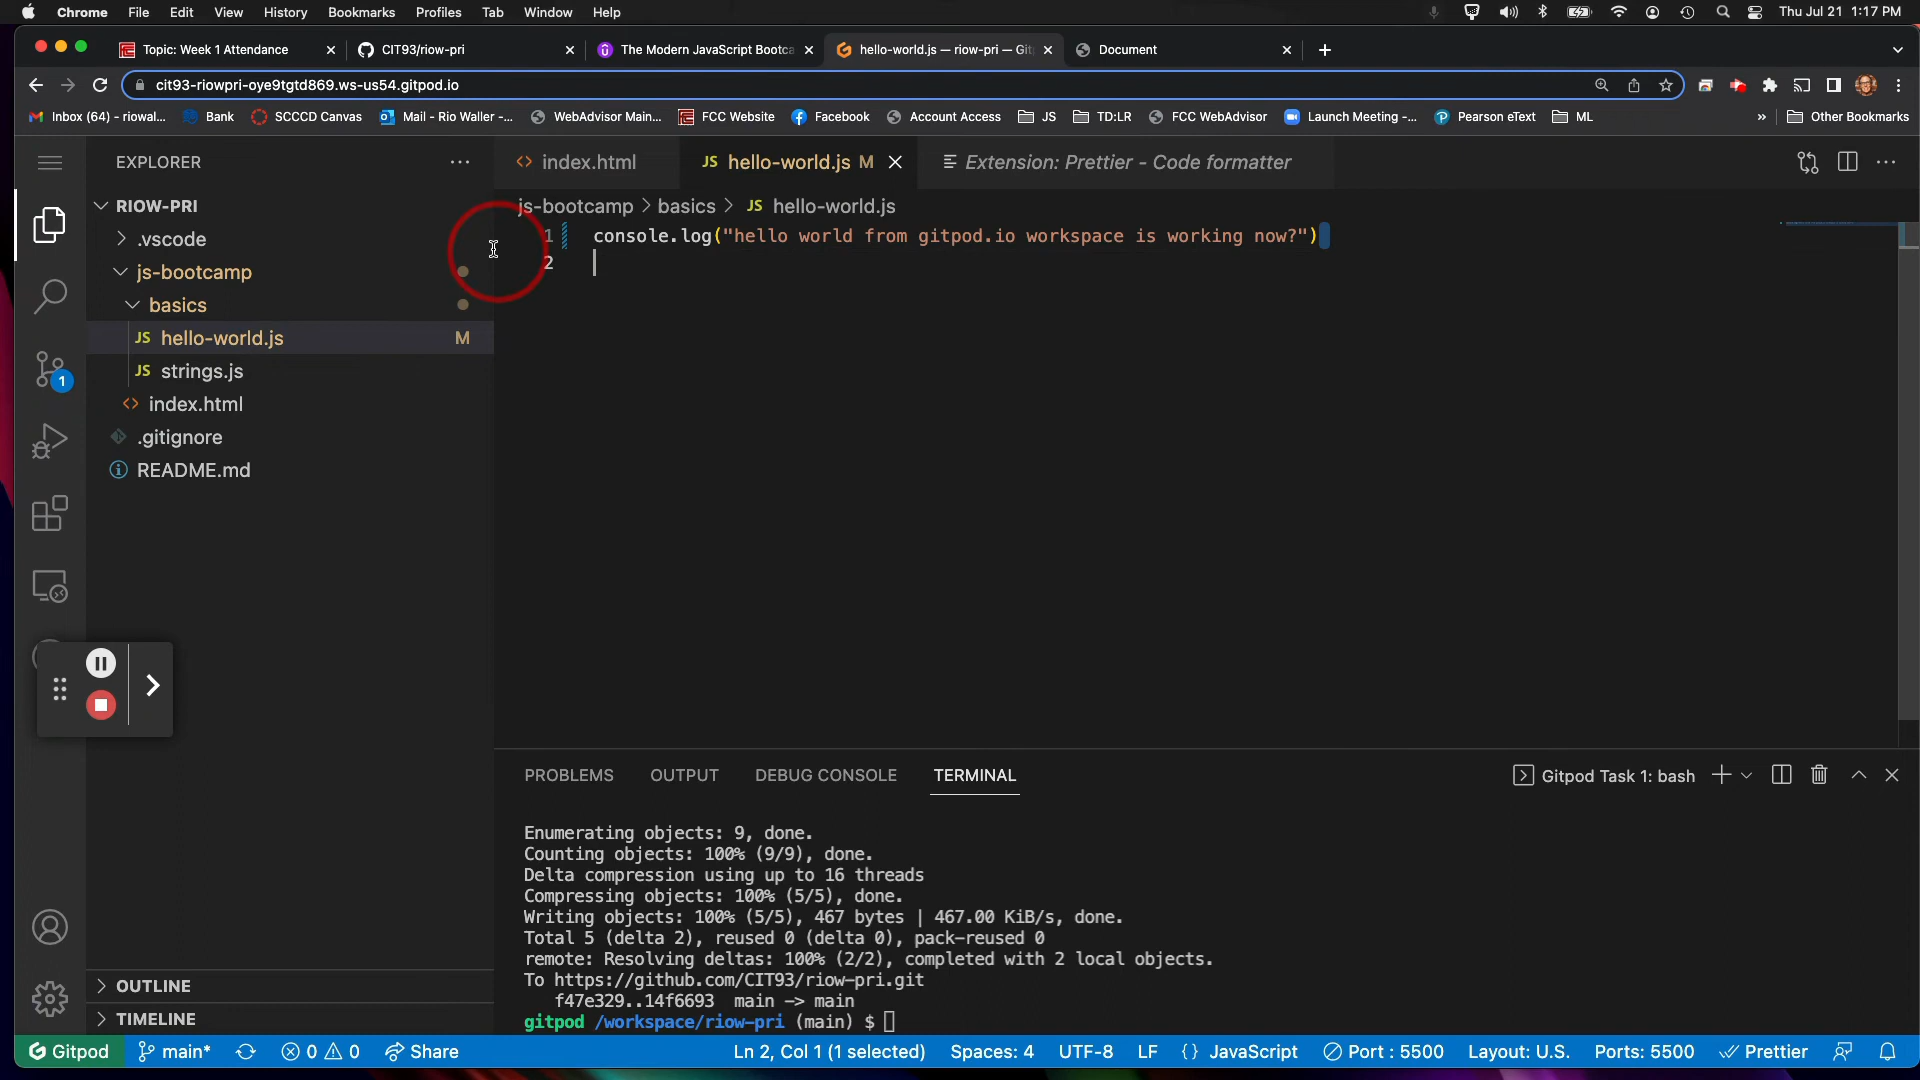 Chrome File Edit View History Bookmarks Profiles Tab Window Help Thu Jul 21 1:17 PM
Topic: Week 1 Attendance CIT93/riow-pri The Modern JavaScript Bootca hello-world.js — riow-pri — Git Document
cit93-riowpri-oye9tgtd869.ws-us54.gitpod.io
Inbox (64) - riowal... Bank SCCCD Canvas Mail - Rio Waller -... WebAdvisor Main... FCC Website Facebook Account Access JS TD:LR FCC WebAdvisor Launch Meeting -... Pearson eText ML » Other Bookmarks
EXPLORER ··· index.html JS hello-world.js M Extension: Prettier - Code formatter ···
RIOW-PRI
js-bootcamp > basics > JS hello-world.js
.vscode
1 console.log("hello world from gitpod.io workspace is working now?")
2
js-bootcamp
basics
JS hello-world.js M
JS strings.js
index.html
.gitignore
README.md
1
PROBLEMS OUTPUT DEBUG CONSOLE TERMINAL Gitpod Task 1: bash
Enumerating objects: 9, done.
Counting objects: 100% (9/9), done.
Delta compression using up to 16 threads
Compressing objects: 100% (5/5), done.
Writing objects: 100% (5/5), 467 bytes | 467.00 KiB/s, done.
Total 5 (delta 2), reused 0 (delta 0), pack-reused 0
remote: Resolving deltas: 100% (2/2), completed with 2 local objects.
To https://github.com/CIT93/riow-pri.git
f47e329..14f6693 main -> main
gitpod /workspace/riow-pri (main) $
OUTLINE
TIMELINE
Gitpod main* 0 0 Share Ln 2, Col 1 (1 selected) Spaces: 4 UTF-8 LF {} JavaScript Port : 5500 Layout: U.S. Ports: 5500 Prettier